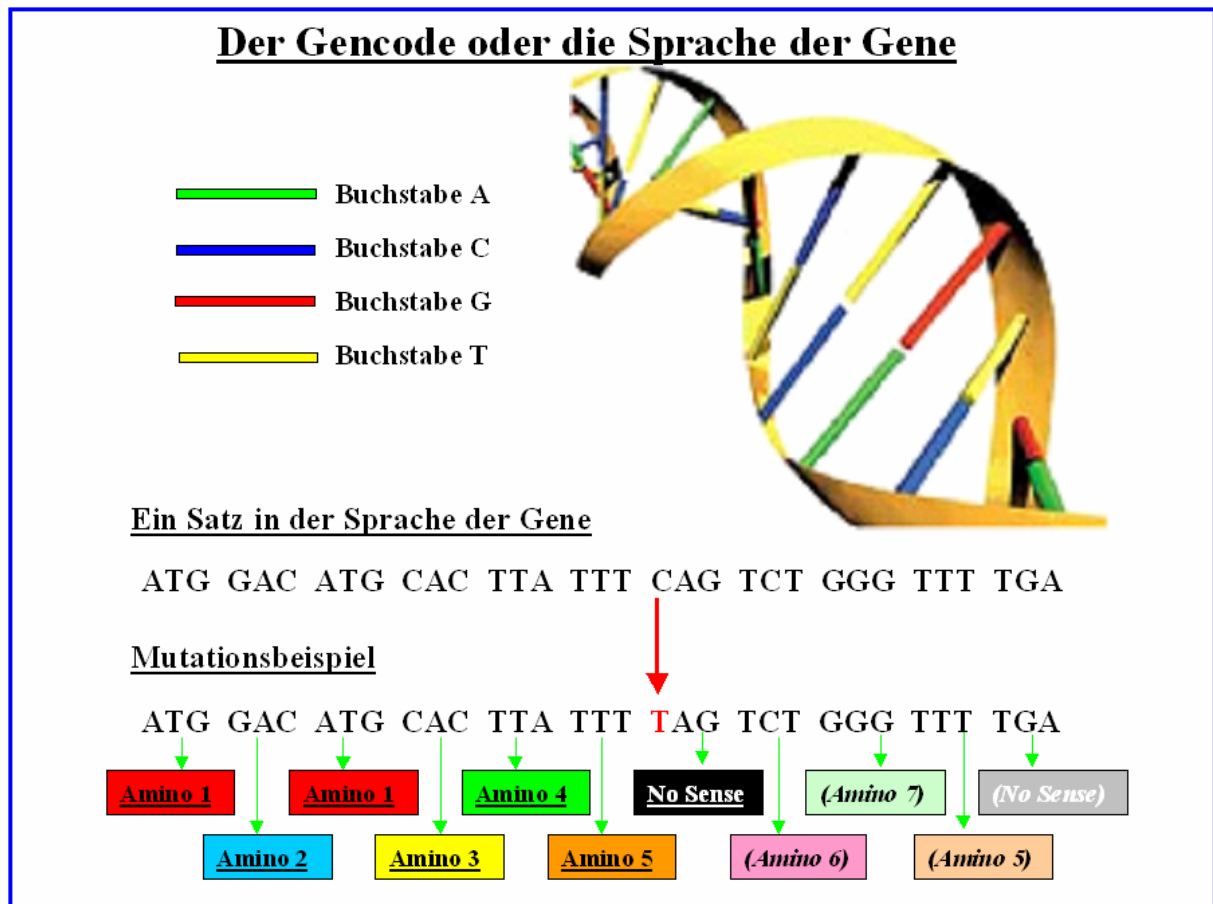 Der Gencode oder die Sprache der Gene
Buchstabe A
Buchstabe C
Buchstabe G
Buchstabe T
Ein Satz in der Sprache der Gene
ATG GAC ATG CAC TTA TTT CAG TCT GGG TTT TGA
Mutationsbeispiel
ATG GAC ATG CAC TTA TTT TAG TCT GGG TTT TGA
Amino 1 Amino 1 Amino 4 No Sense (Amino 7) (No Sense)
Amino 2 Amino 3 Amino 5 (Amino 6) (Amino 5)